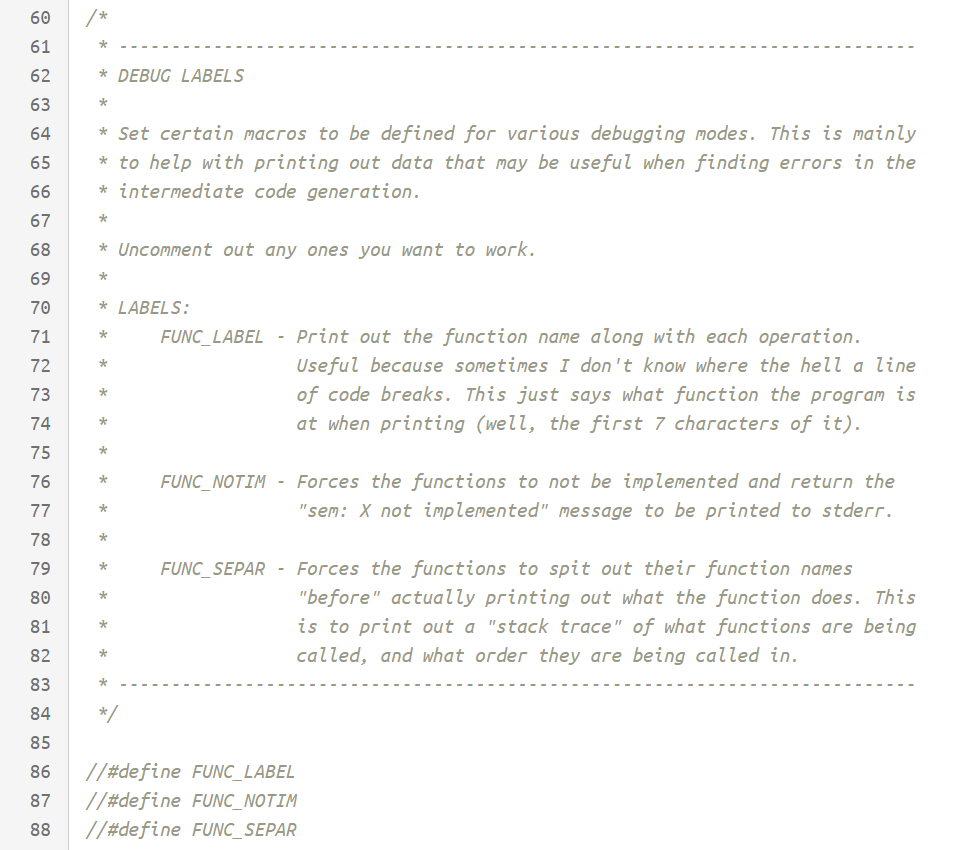 60 /*
61  * ----------------------------------------------------------------------------
62  * DEBUG LABELS
63  *
64  * Set certain macros to be defined for various debugging modes. This is mainly
65  * to help with printing out data that may be useful when finding errors in the
66  * intermediate code generation.
67  *
68  * Uncomment out any ones you want to work.
69  *
70  * LABELS:
71  *     FUNC_LABEL - Print out the function name along with each operation.
72  *                  Useful because sometimes I don't know where the hell a line
73  *                  of code breaks. This just says what function the program is
74  *                  at when printing (well, the first 7 characters of it).
75  *
76  *     FUNC_NOTIM - Forces the functions to not be implemented and return the
77  *                  "sem: X not implemented" message to be printed to stderr.
78  *
79  *     FUNC_SEPAR - Forces the functions to spit out their function names
80  *                  "before" actually printing out what the function does. This
81  *                  is to print out a "stack trace" of what functions are being
82  *                  called, and what order they are being called in.
83  * ----------------------------------------------------------------------------
84  */
85
86 //#define FUNC_LABEL
87 //#define FUNC_NOTIM
88 //#define FUNC_SEPAR